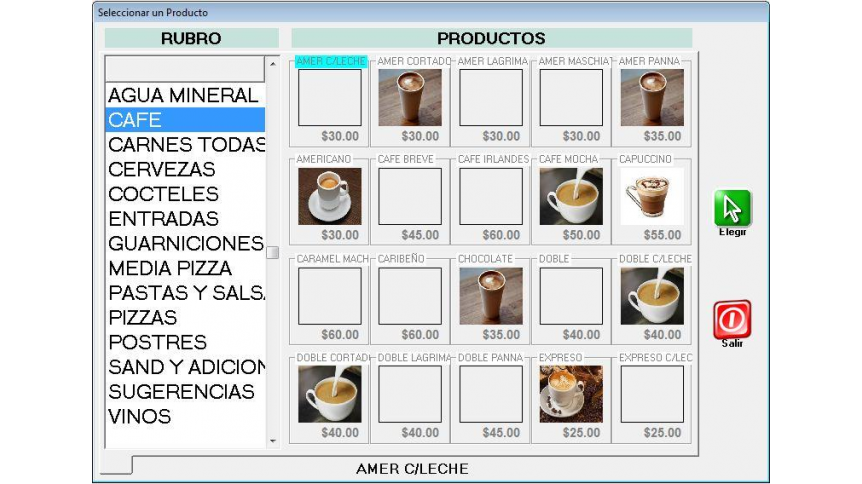 Seleccionar un Producto
RUBRO
PRODUCTOS
AGUA MINERAL
CAFE
CARNES TODAS
CERVEZAS
COCTELES
ENTRADAS
GUARNICIONES
MEDIA PIZZA
PASTAS Y SALS
PIZZAS
POSTRES
SAND Y ADICION
SUGERENCIAS
VINOS
AMER C/LECHE AMER CORTADO AMER LAGRIMA AMER MASCHIAT AMER PANNA
$30.00 $30.00 $30.00 $30.00 $35.00
AMERICANO CAFE BREVE CAFE IRLANDES CAFE MOCHA CAPUCCINO
$30.00 $45.00 $60.00 $50.00 $55.00
CARAMEL MACH CARIBEÑO CHOCOLATE DOBLE DOBLE C/LECHE
$60.00 $60.00 $35.00 $40.00 $40.00
DOBLE CORTAD DOBLE LAGRIMA DOBLE PANNA EXPRESO EXPRESO C/LEC
$40.00 $40.00 $45.00 $25.00 $25.00
Elegir
Salir
AMER C/LECHE